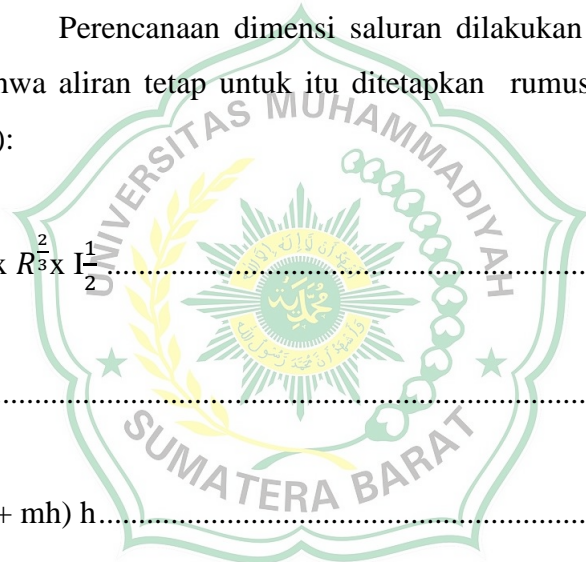 Perencanaan dimensi saluran dilakukan
hwa aliran tetap untuk itu ditetapkan rumus
):
x R^(2/3) x I 1/2 ..........
..........
+ mh) h..........
UNIVERSITAS MUHAMMADIYAH
SUMATERA BARAT